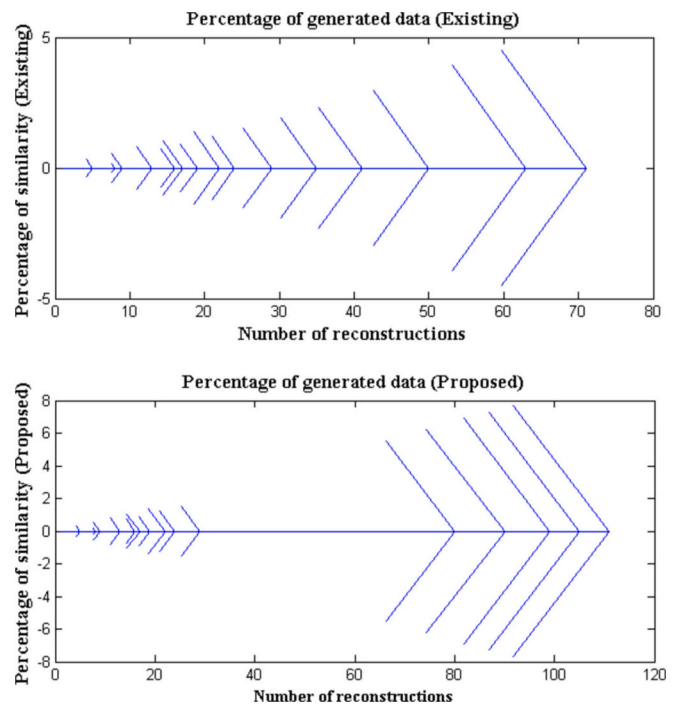 Percentage of generated data (Existing)
Percentage of similarity (Existing)
5
0
-5
0 10 20 30 40 50 60 70 80
Number of reconstructions
Percentage of generated data (Proposed)
Percentage of similarity (Proposed)
8
6
4
2
0
-2
-4
-6
-8
0 20 40 60 80 100 120
Number of reconstructions